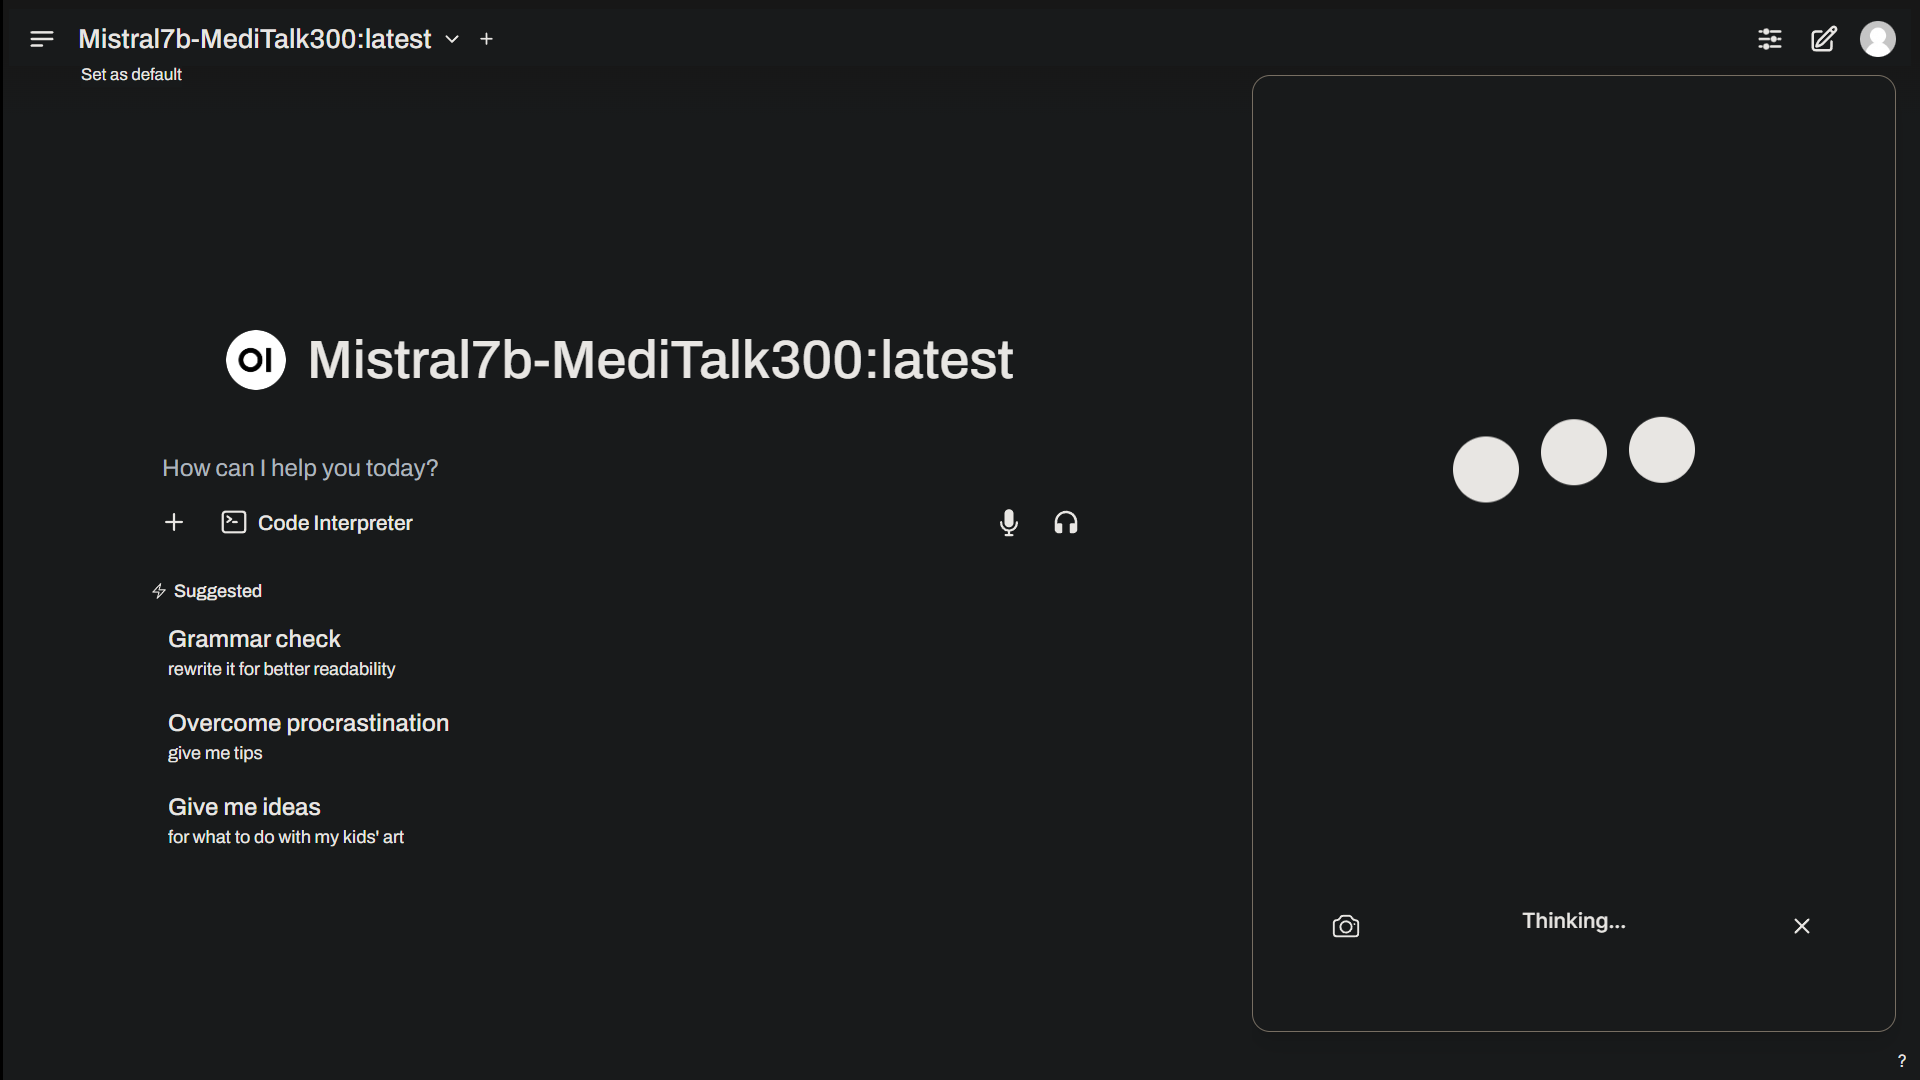 Mistral7b-MediTalk300:latest
Set as default
OI Mistral7b-MediTalk300:latest
How can I help you today?
Code Interpreter
Suggested
Grammar check
rewrite it for better readability
Overcome procrastination
give me tips
Give me ideas
for what to do with my kids' art
Thinking...
?